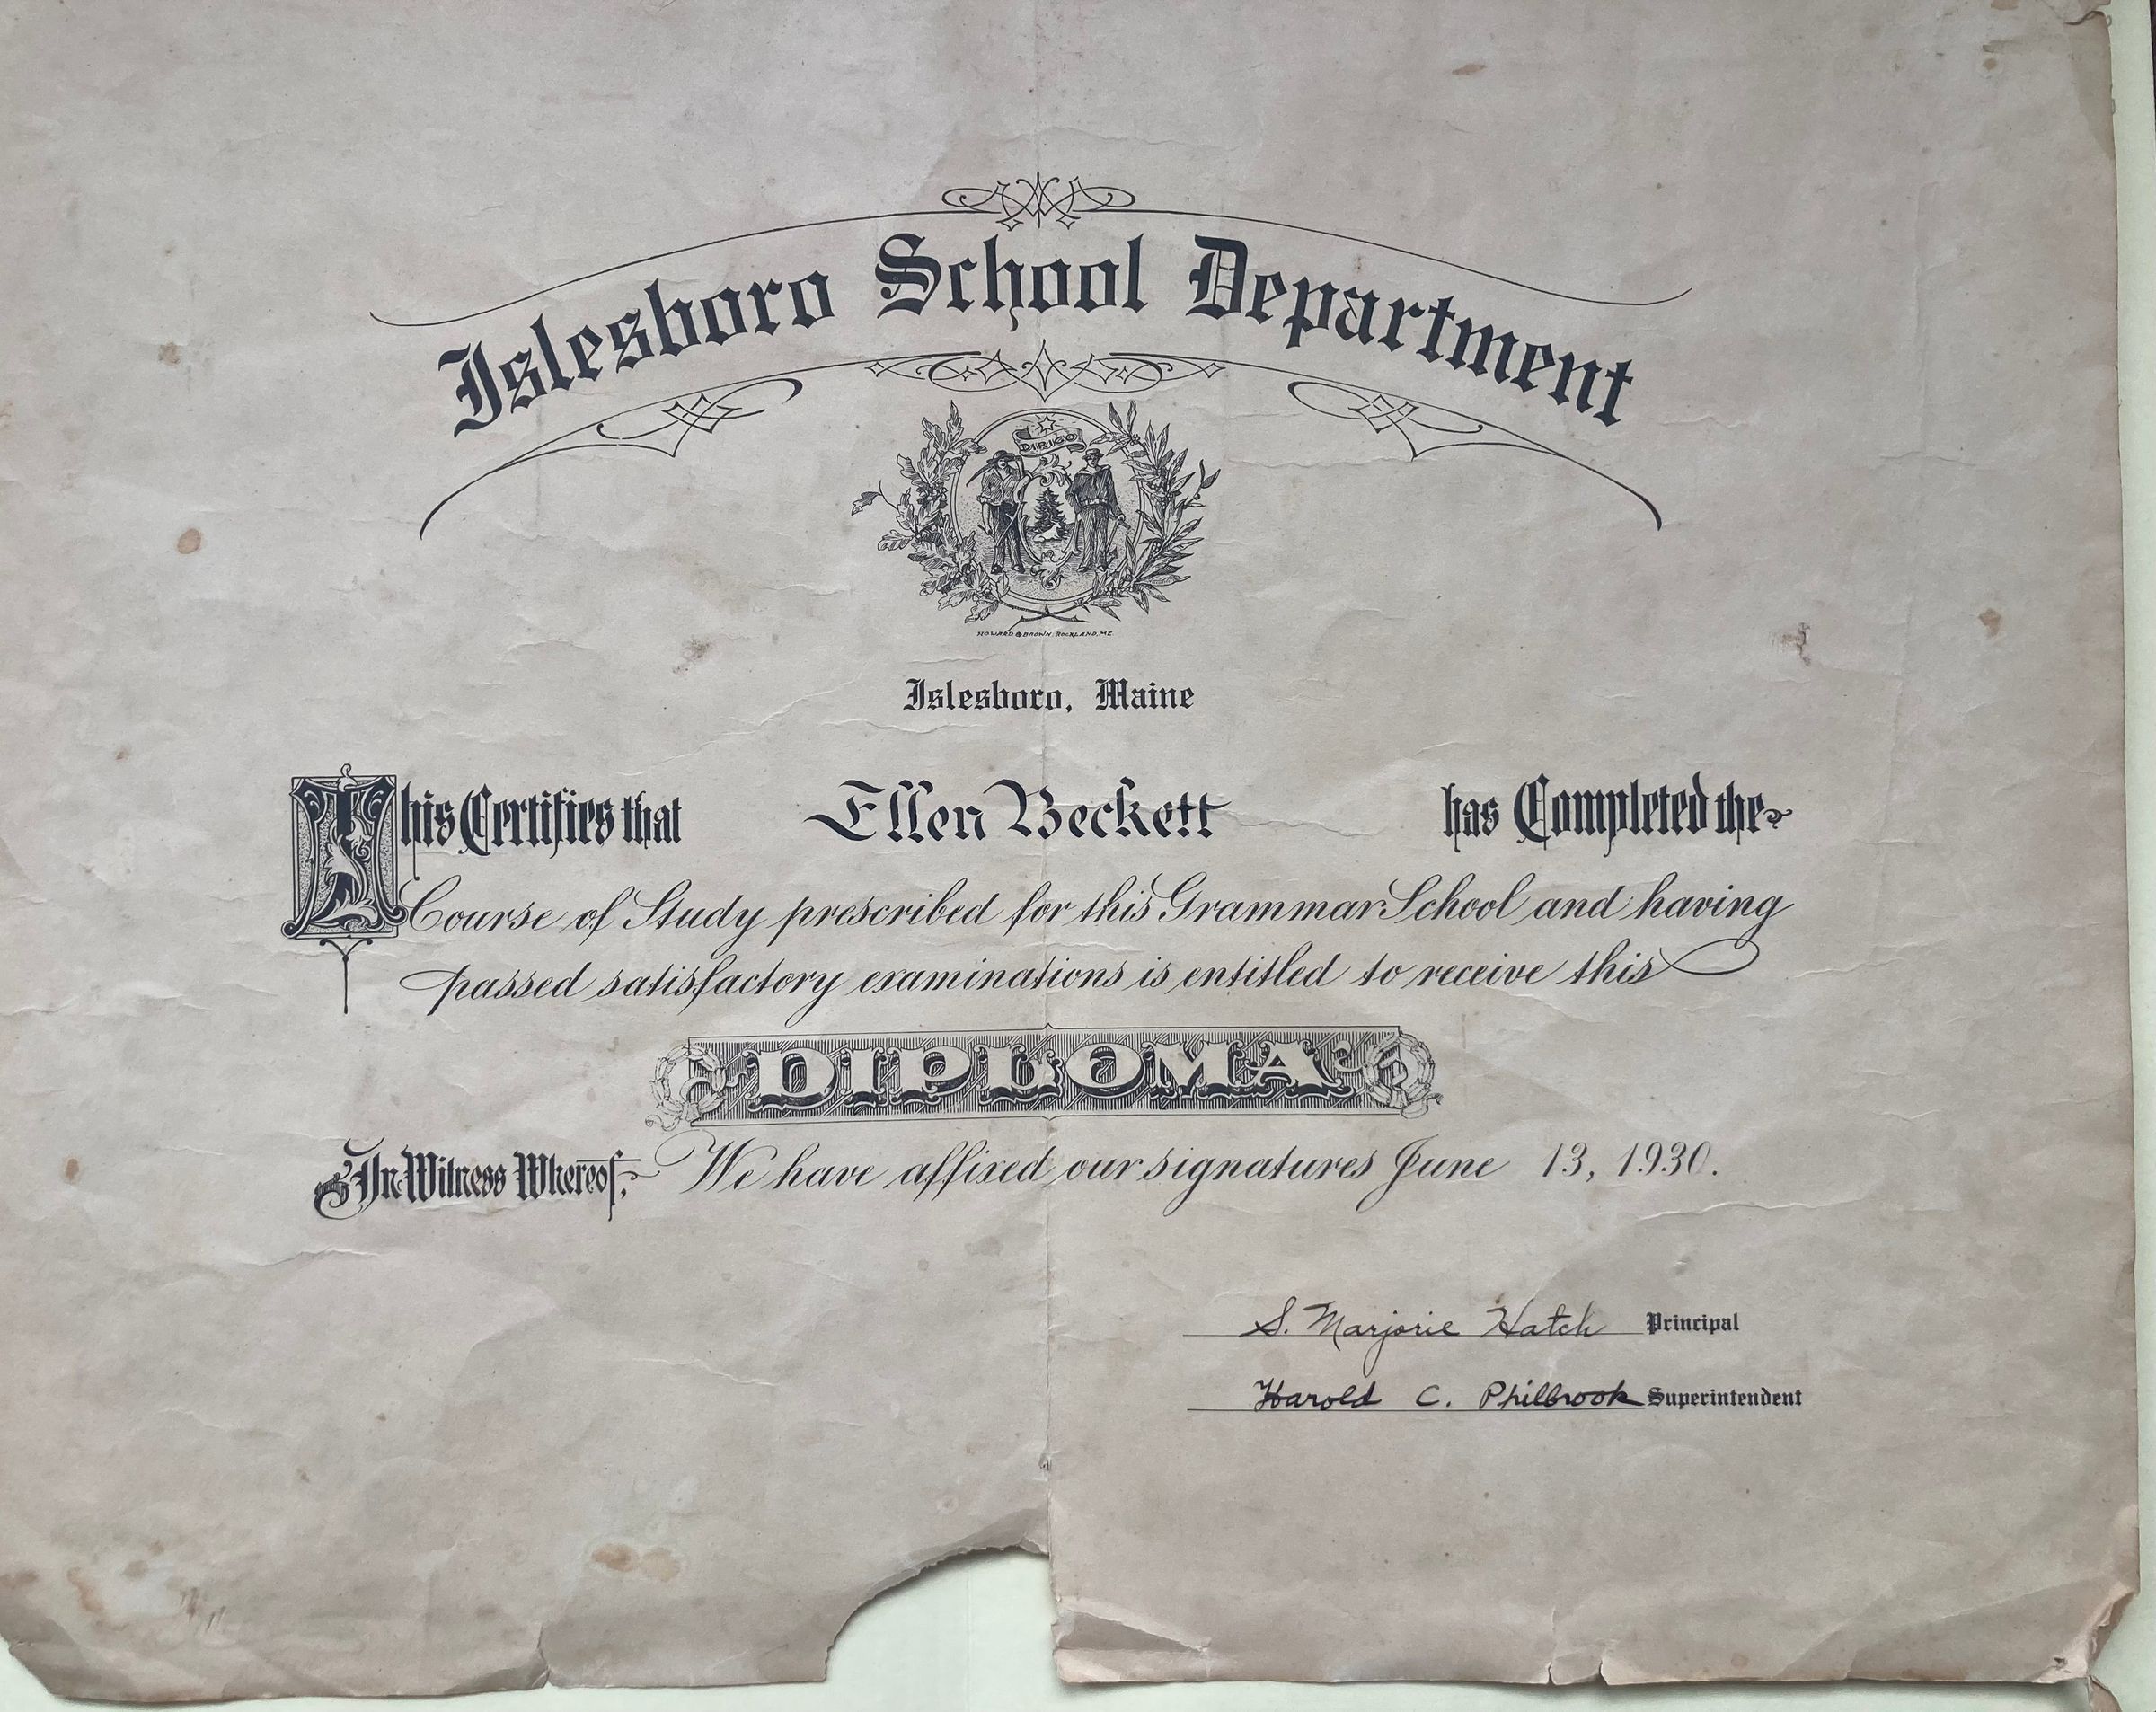 Islesboro School Department
DIRIGO
HOWARD & BROWN, ROCKLAND, ME.
Islesboro, Maine
This Certifies that Ellen Beckett has Completed the
Course of Study prescribed for this Grammar School and having
passed satisfactory examinations is entitled to receive this
DIPLOMA
In Witness Whereof, We have affixed our signatures June 13, 1930.
S. Marjorie Hatch Principal
Harold C. Philbrook Superintendent